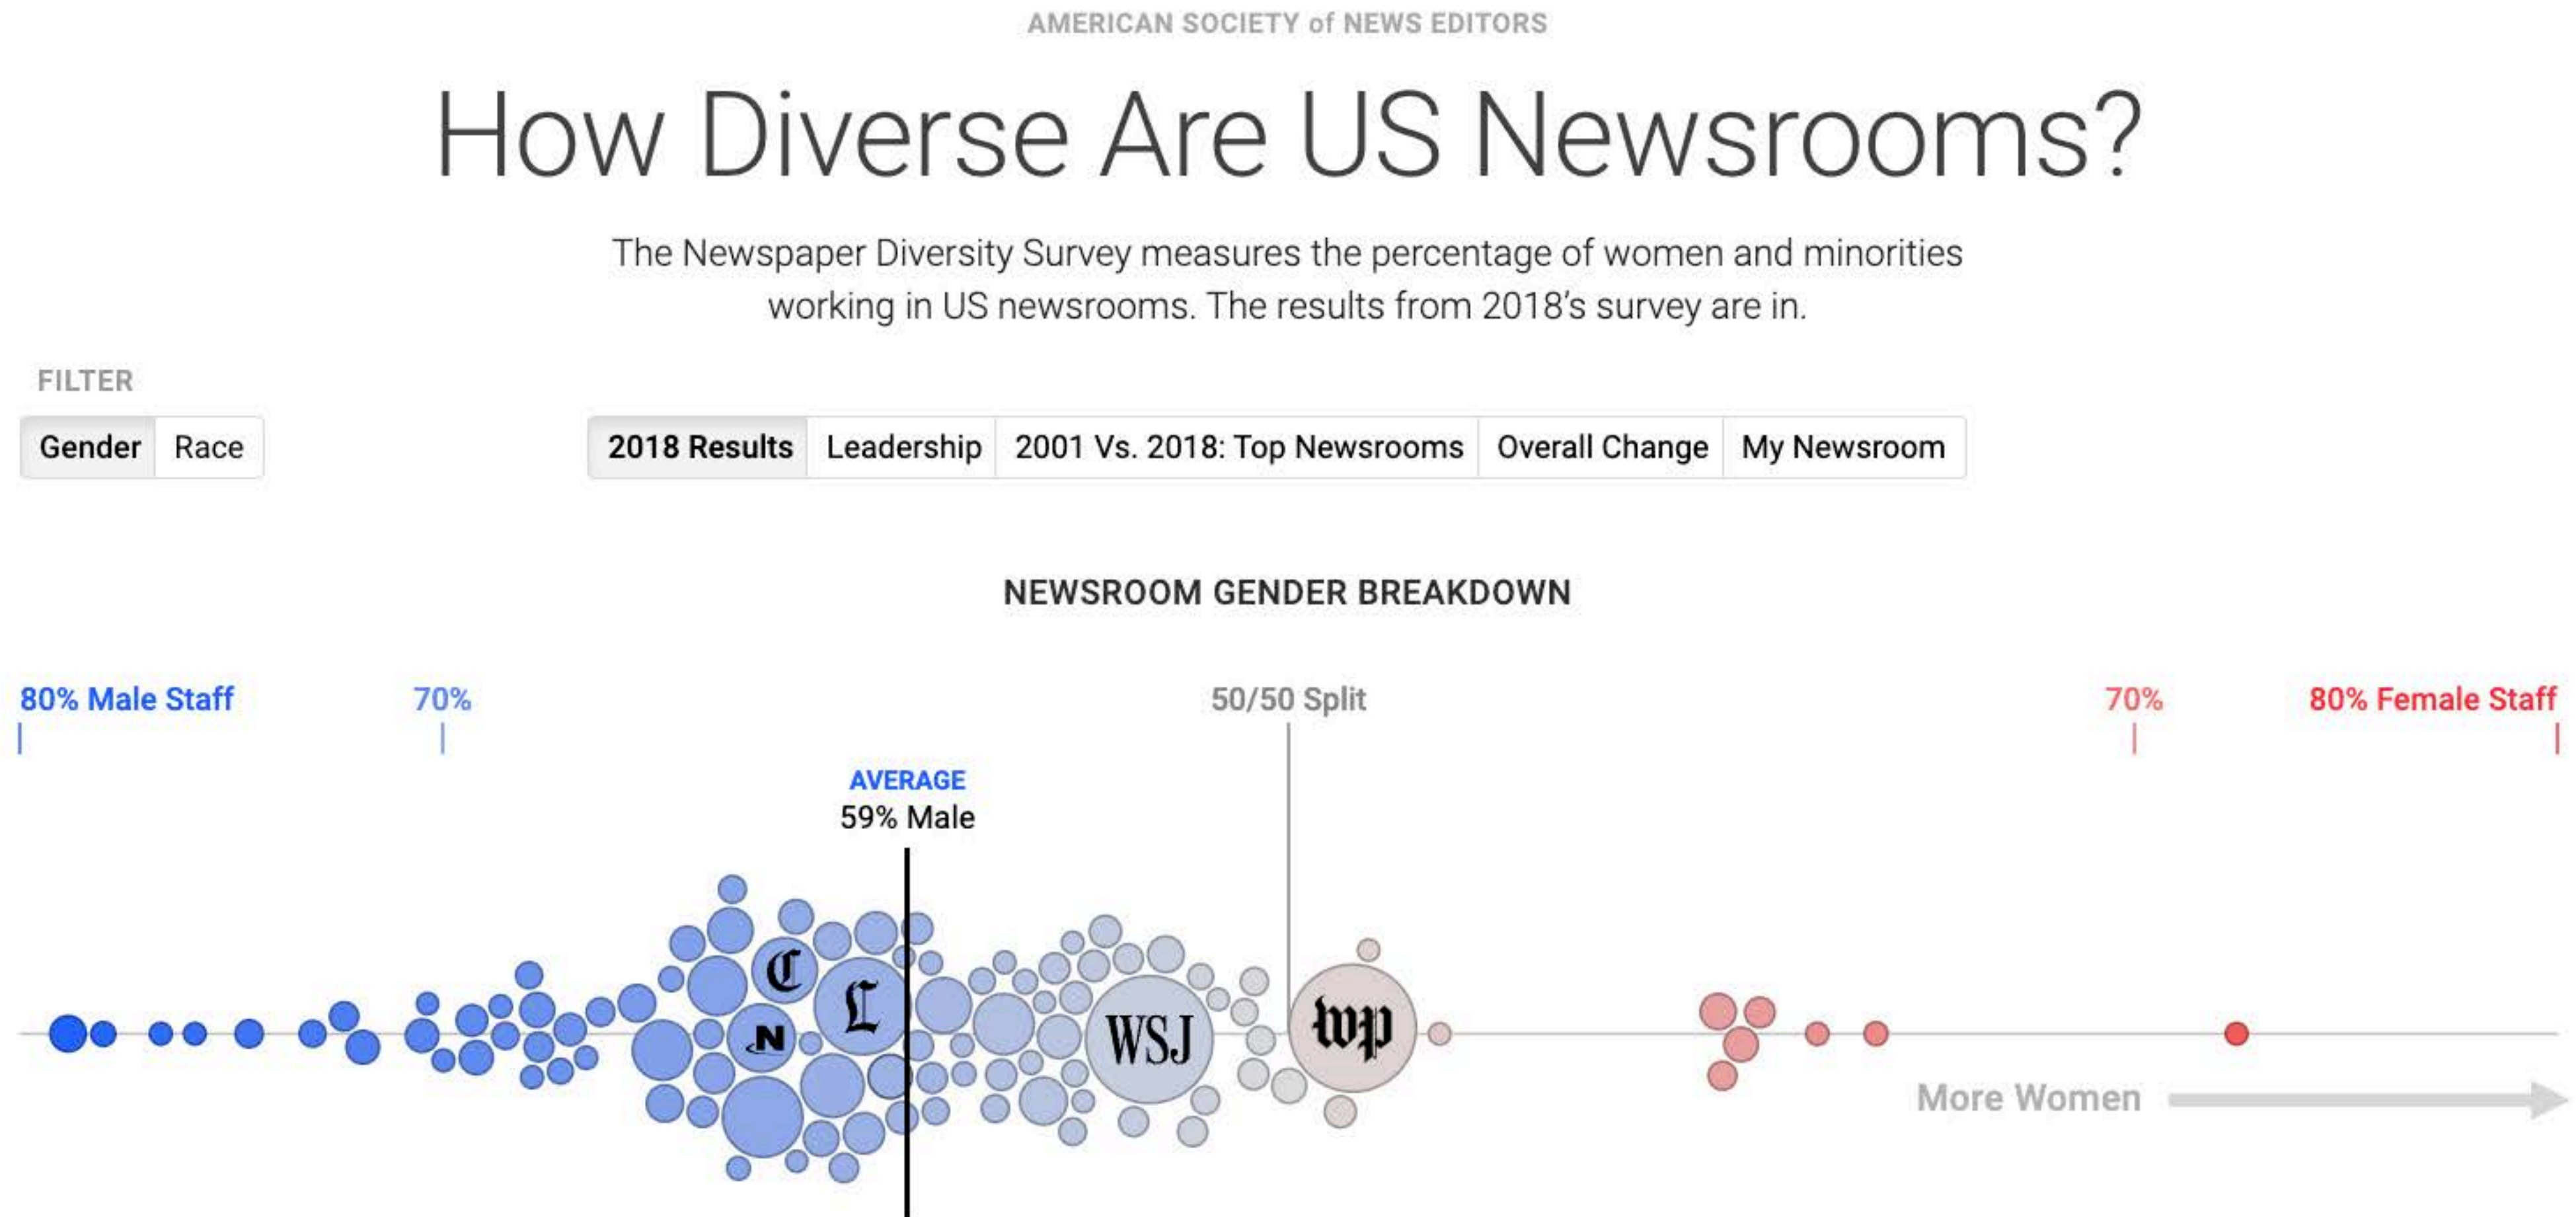 AMERICAN SOCIETY of NEWS EDITORS
How Diverse Are US Newsrooms?
The Newspaper Diversity Survey measures the percentage of women and minorities
working in US newsrooms. The results from 2018's survey are in.
FILTER
Gender Race
2018 Results Leadership 2001 Vs. 2018: Top Newsrooms Overall Change My Newsroom
NEWSROOM GENDER BREAKDOWN
80% Male Staff 70% 50/50 Split 70% 80% Female Staff
AVERAGE
59% Male
C
L
N
WSJ
wp
More Women